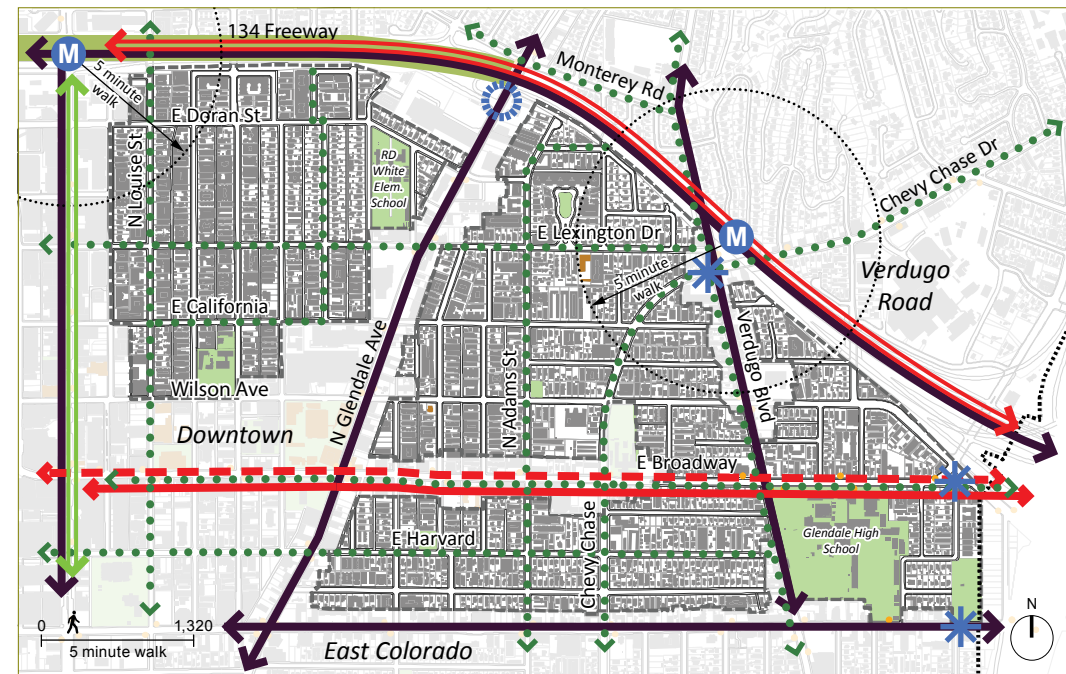 134 Freeway
M
5 minute
walk
Monterey Rd
E Doran St
N Louise St.
RD
White
Elem.
School
Chevy Chase Dr
E Lexington Dr
M
5 minute
walk
Verdugo
Road
E California
N Glendale Ave
Verdugo Blvd
Wilson Ave
N Adams St
Downtown
E Broadway
E Harvard
Chevy Chase
Glendale High
School
0
1,320
5 minute walk
East Colorado
N